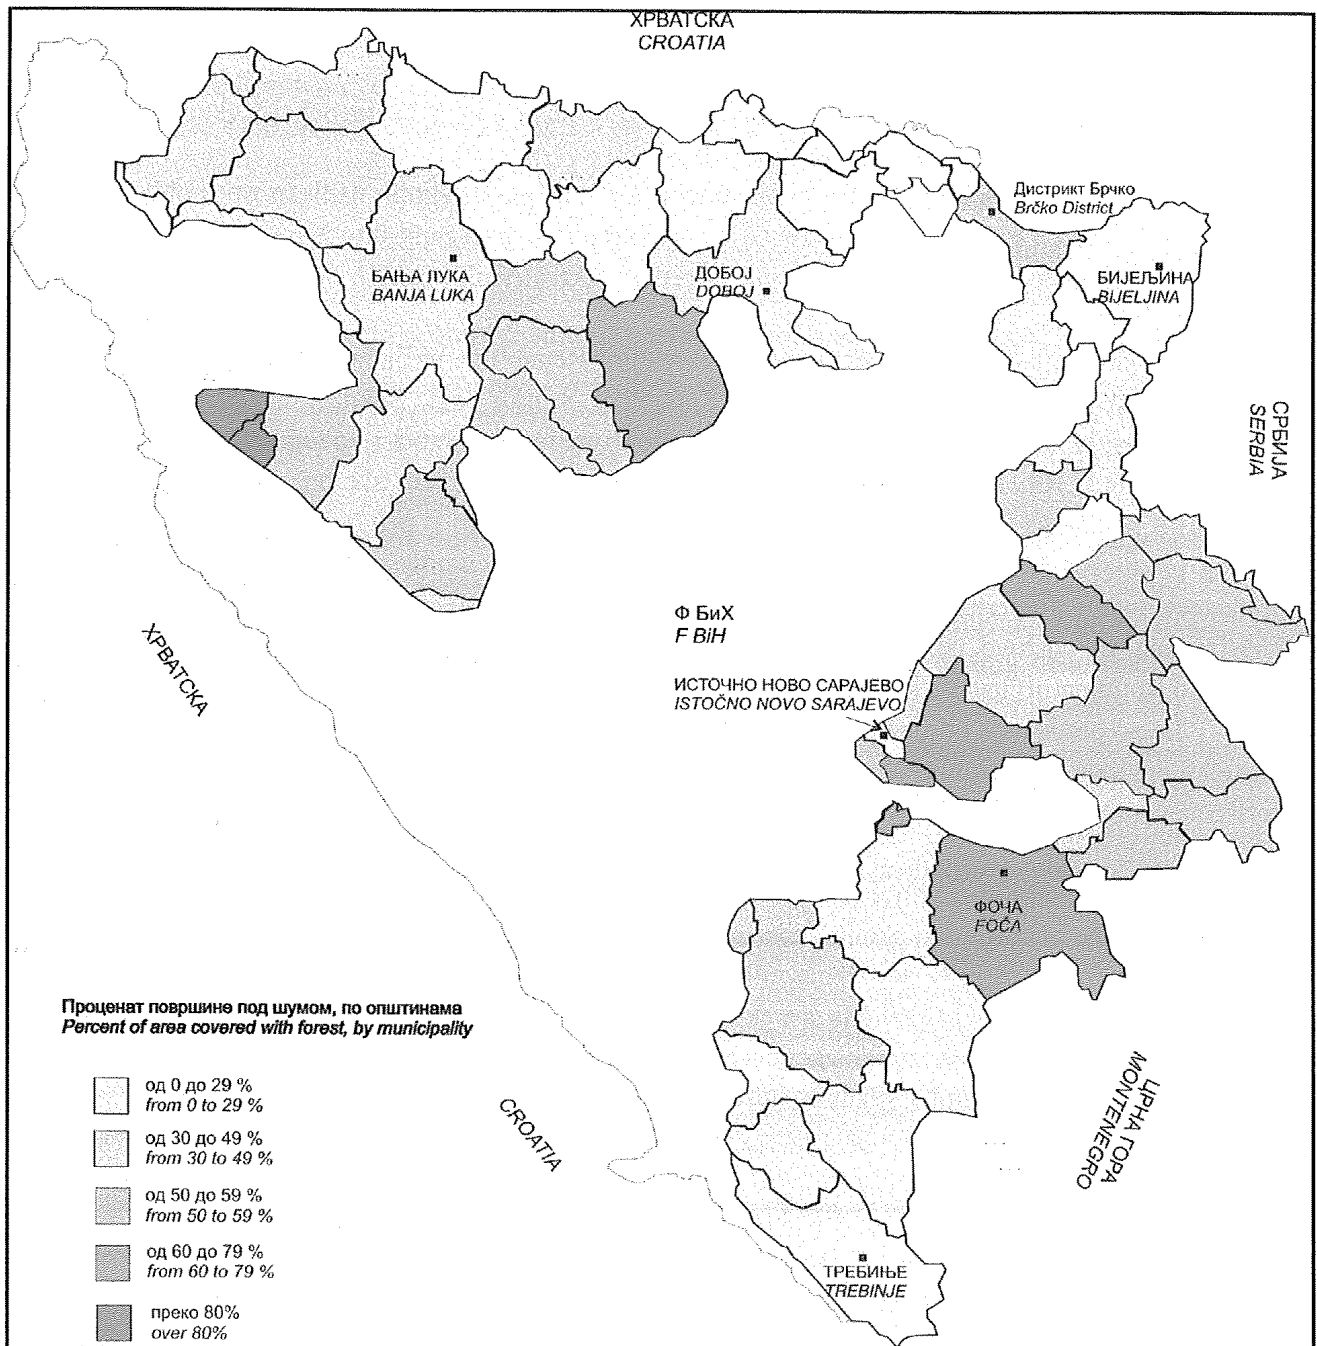 ХРВАТСКА
CROATIA
Дистрикт Брчко
Brčko District
БАЊА ЛУКА
BANJA LUKA
ДОБОЈ
DOBOJ
БИЈЕЉИНА
BIJELJINA
СРБИЈА
SERBIA
Ф БиХ
F BiH
ХРВАТСКА
ИСТОЧНО НОВО САРАЈЕВО
ISTOČNO NOVO SARAJEVO
ФОЧА
FOČA
Проценат површине под шумом, по општинама
Percent of area covered with forest, by municipality
од 0 до 29 %
from 0 to 29 %
од 30 до 49 %
from 30 to 49 %
од 50 до 59 %
from 50 to 59 %
од 60 до 79 %
from 60 to 79 %
преко 80%
over 80%
CROATIA
ЦРНА ГОРА
MONTENEGRO
ТРЕБИЊЕ
TREBINJE